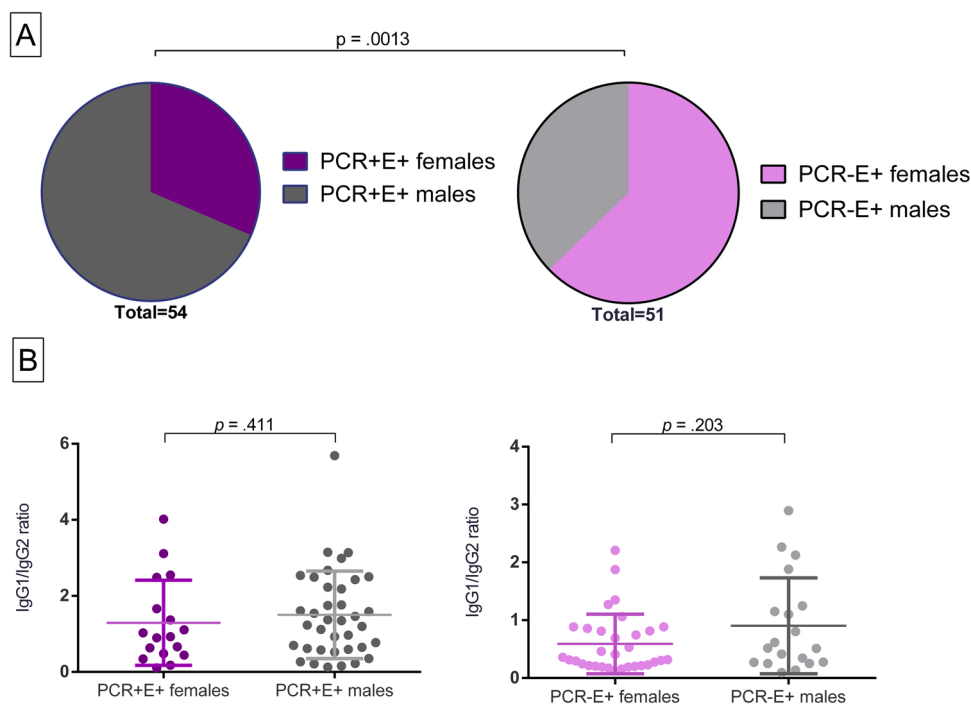 A
p = .0013
PCR+E+ females
PCR+E+ males
Total=54
PCR-E+ females
PCR-E+ males
Total=51
B
p = .411
6
4
2
0
IgG1/IgG2 ratio
PCR+E+ females
PCR+E+ males
p = .203
4
3
2
1
0
IgG1/IgG2 ratio
PCR-E+ females
PCR-E+ males